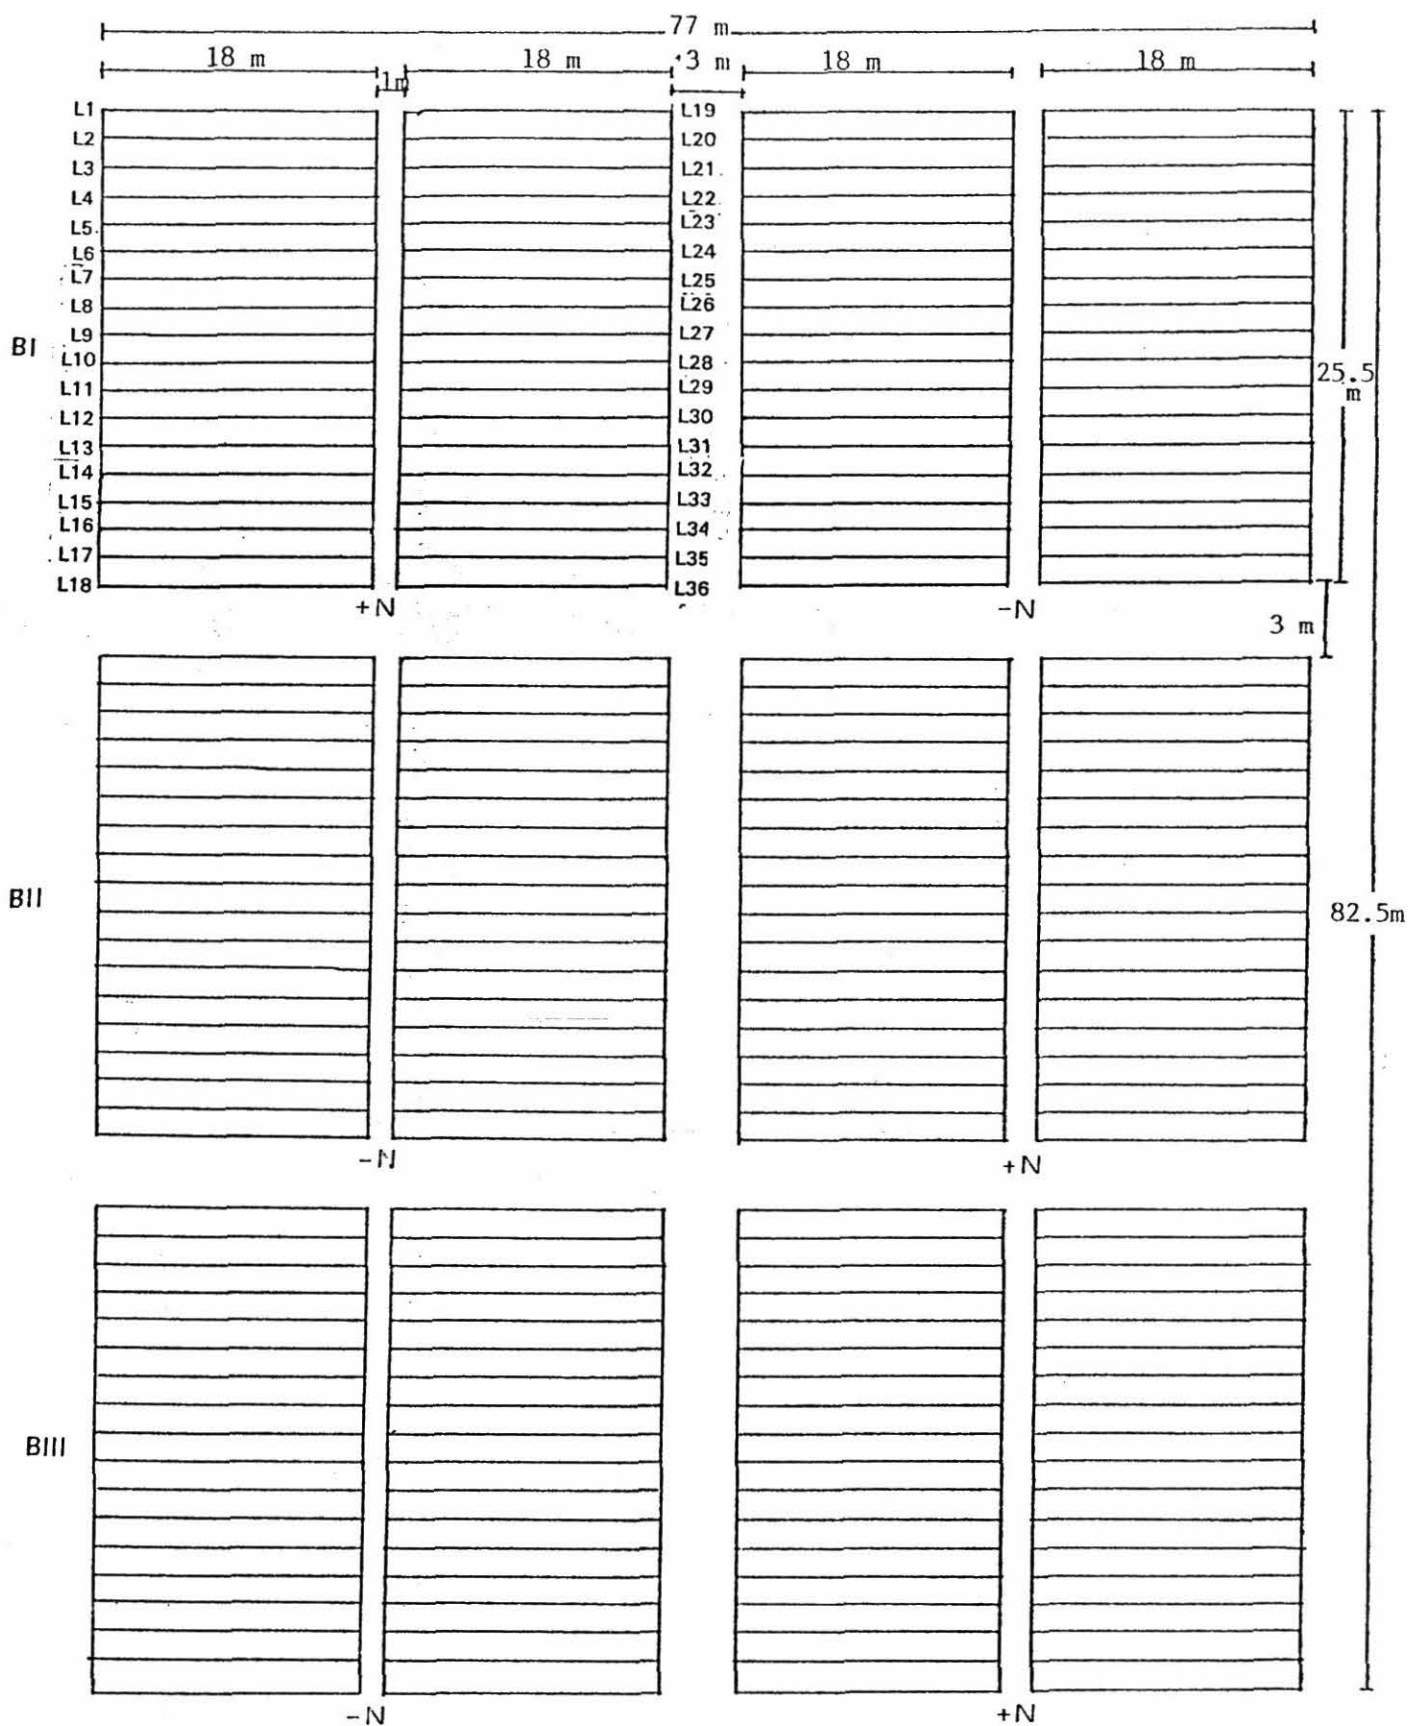 77 m
18 m 18 m 3 m 18 m 18 m
1m
L1 L19
L2 L20
L3 L21
L4 L22
L5 L23
L6 L24
L7 L25
L8 L26
L9 L27
BI
L10 L28
25.5 m
L11 L29
L12 L30
L13 L31
L14 L32
L15 L33
L16 L34
L17 L35
L18 L36
+N -N
3 m
BII
82.5m
-N +N
BIII
-N +N